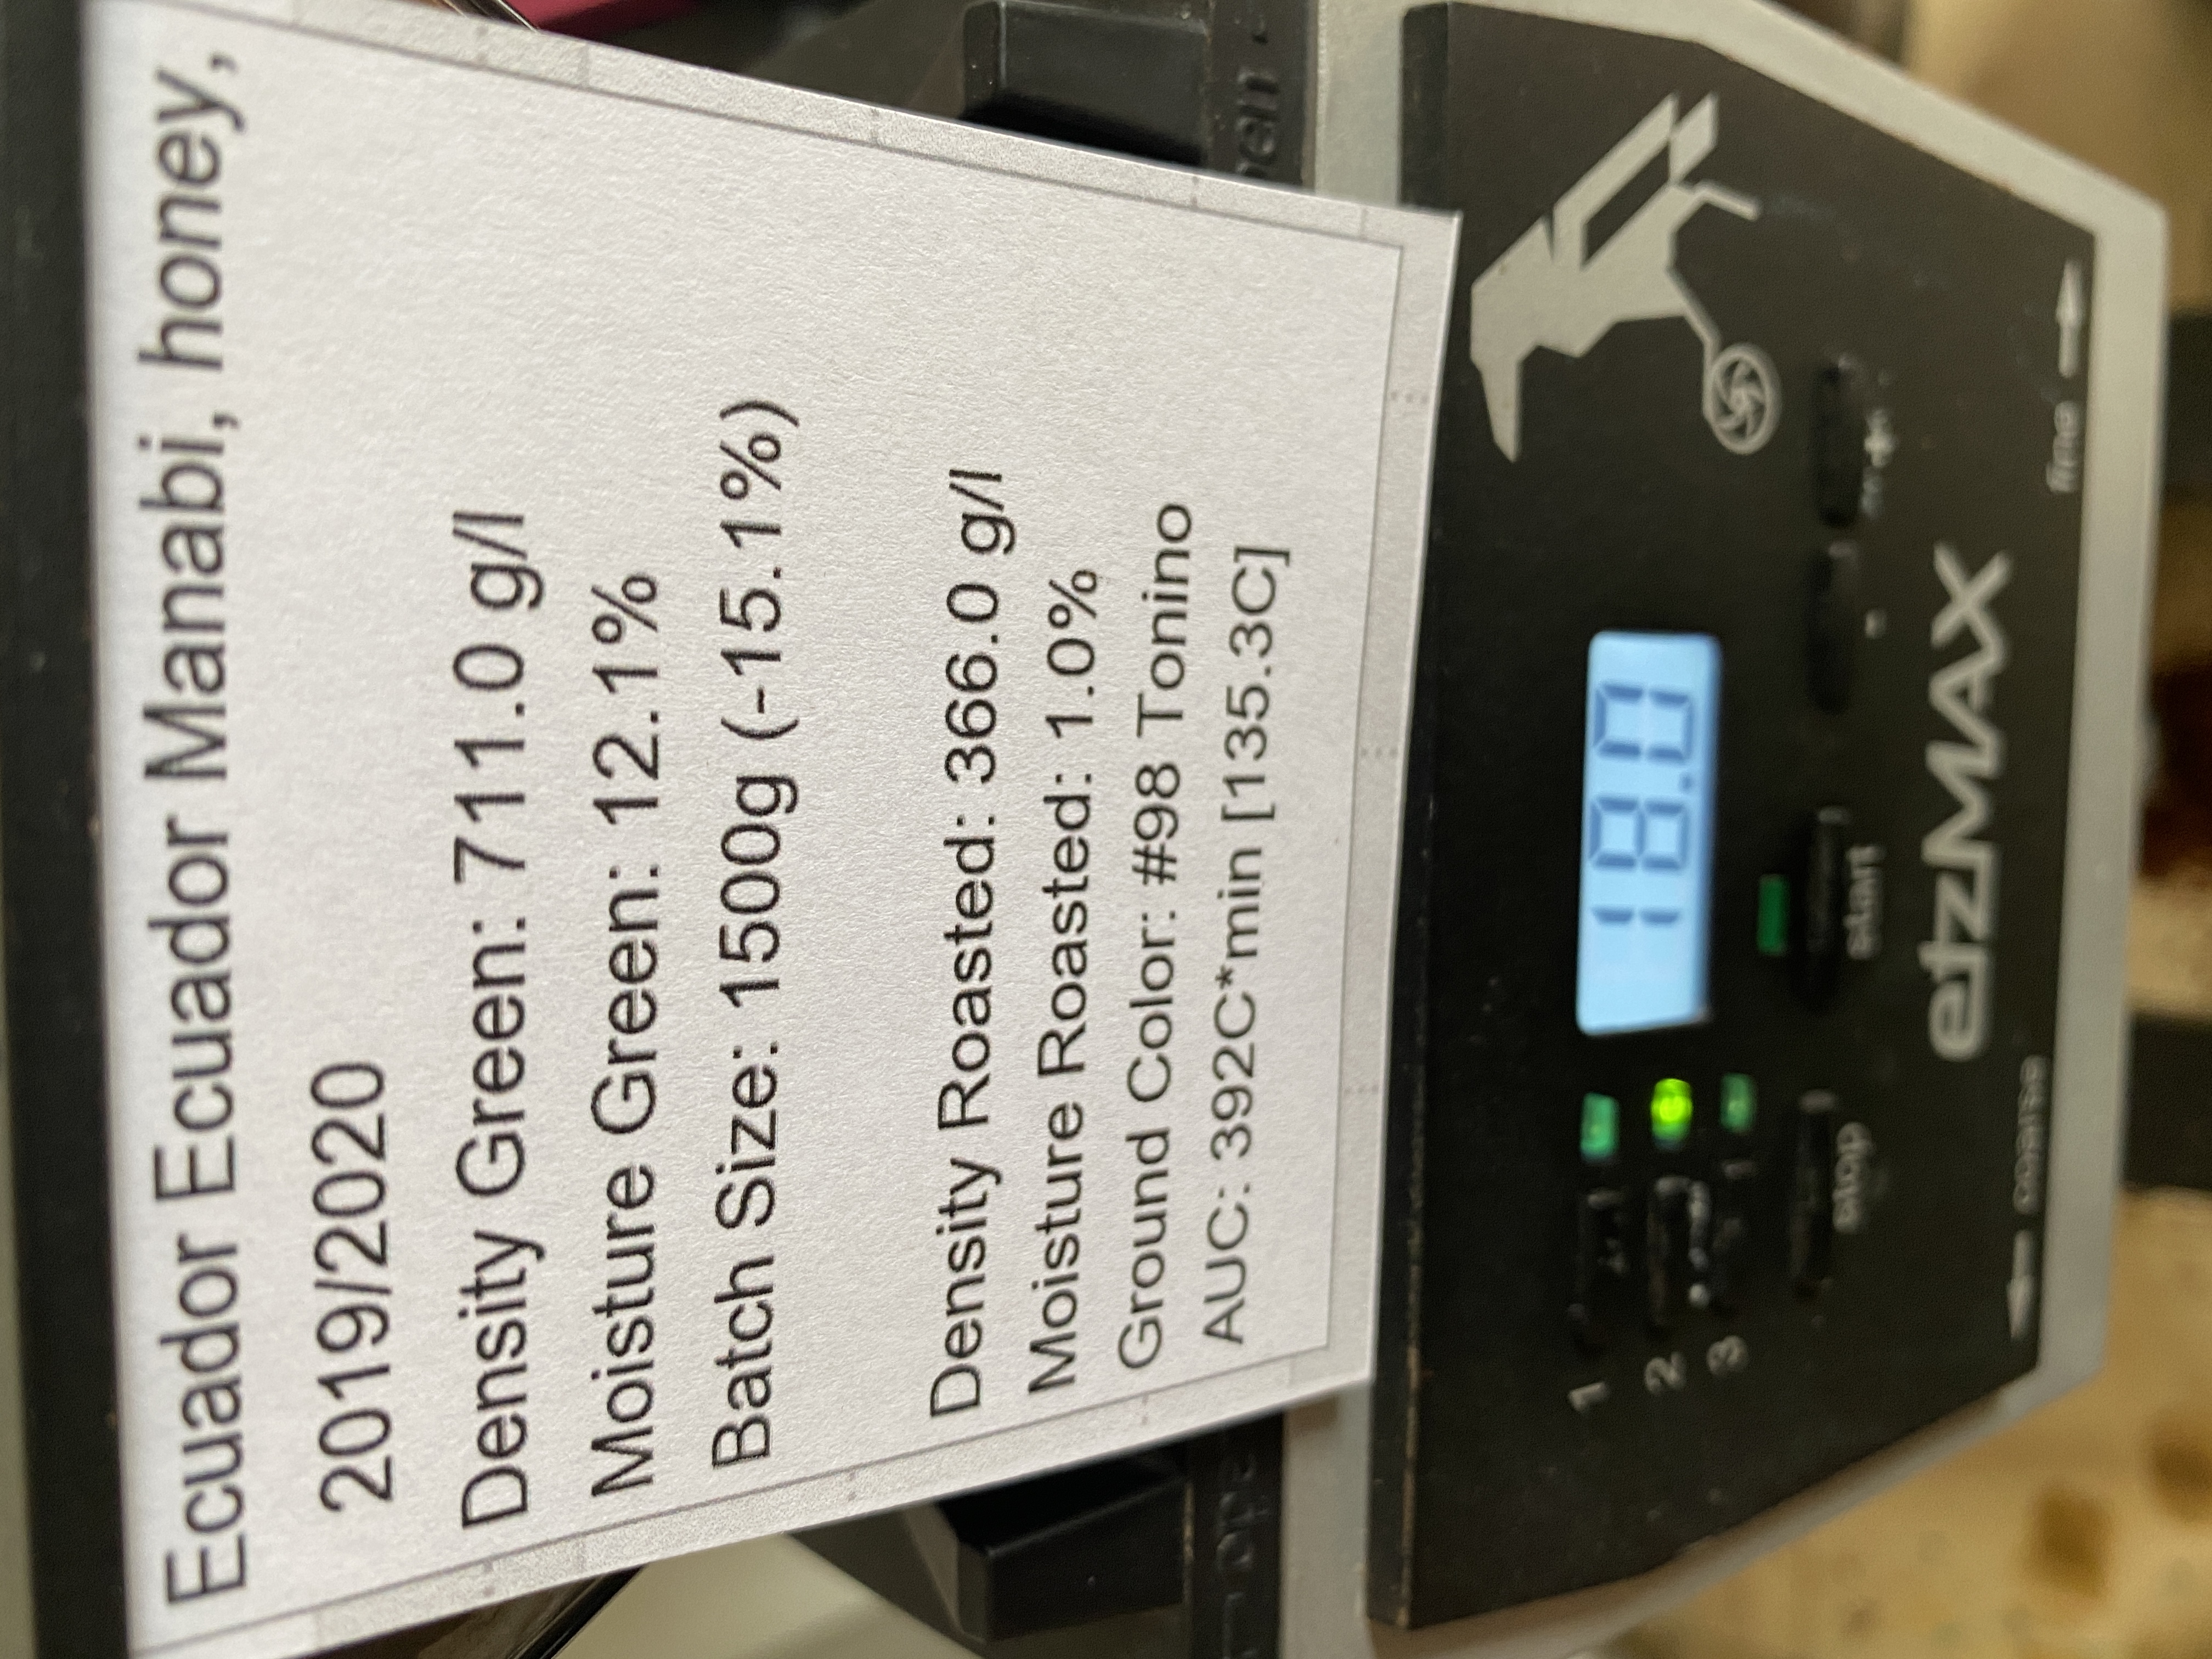 Ecuador Ecuador Manabi, honey,
2019/2020
Density Green: 711.0 g/l
Moisture Green: 12.1%
Batch Size: 1500g (-15.1%)
Density Roasted: 366.0 g/l
Moisture Roasted: 1.0%
Ground Color: #98 Tonino
AUC: 392C*min [135.3C]
18.0
1
2
3
stop
start
- +
etzMAX
coarse
fine